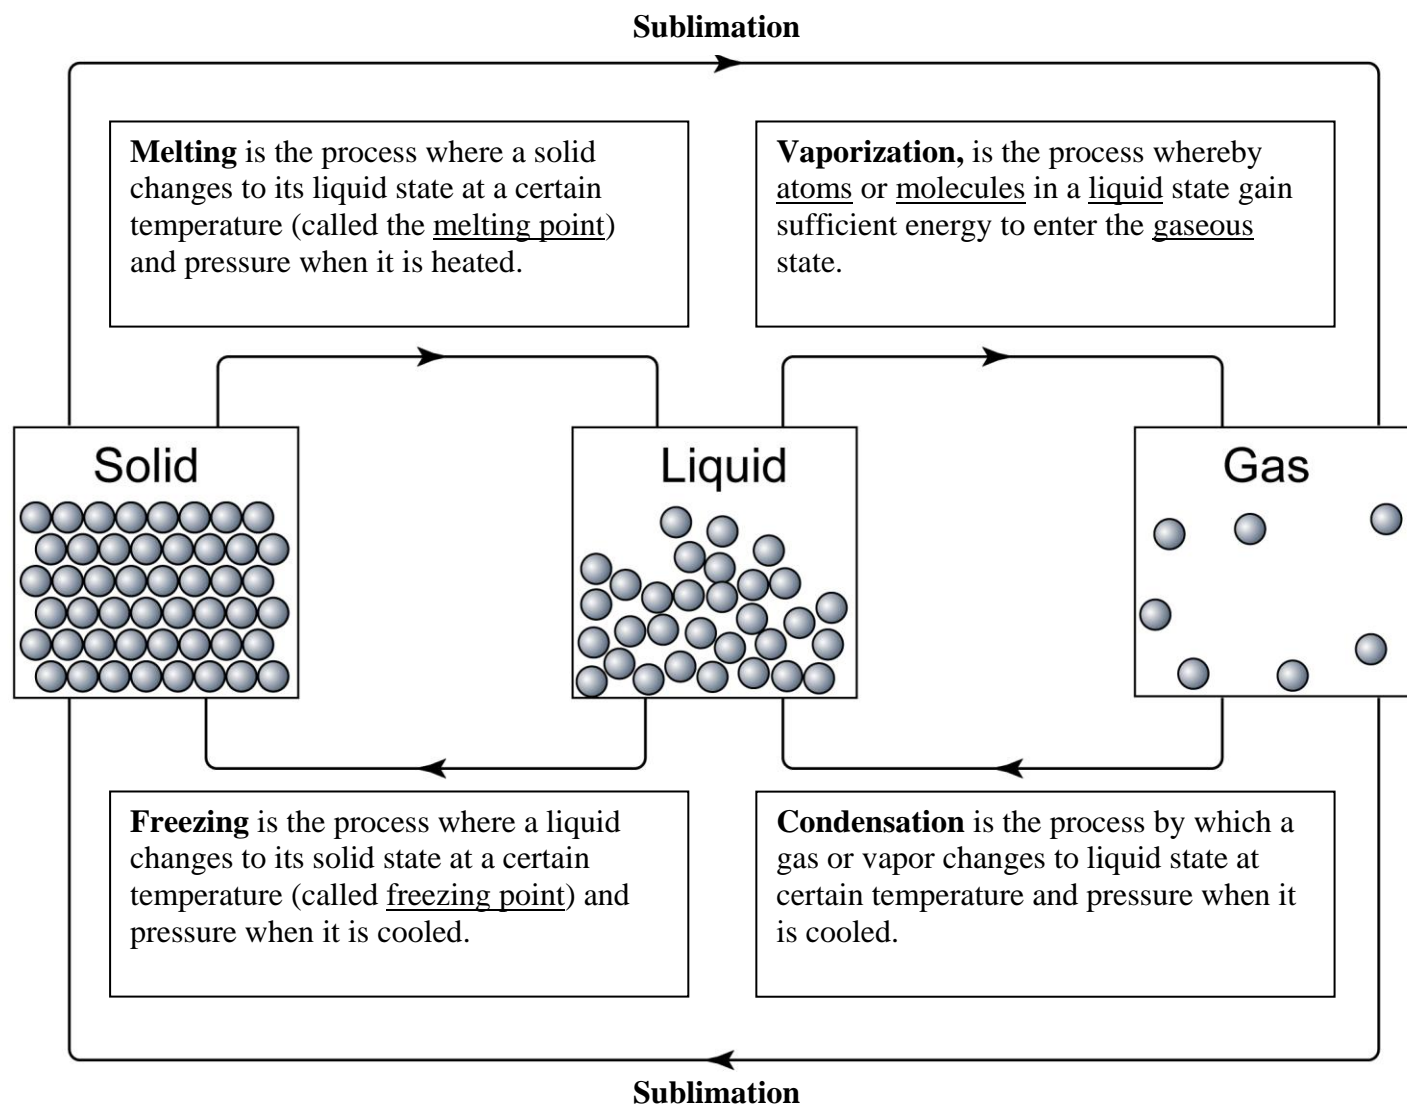 Sublimation
Melting is the process where a solid
changes to its liquid state at a certain
temperature (called the melting point)
and pressure when it is heated.
Vaporization, is the process whereby
atoms or molecules in a liquid state gain
sufficient energy to enter the gaseous
state.
Solid
Liquid
Gas
Freezing is the process where a liquid
changes to its solid state at a certain
temperature (called freezing point) and
pressure when it is cooled.
Condensation is the process by which a
gas or vapor changes to liquid state at
certain temperature and pressure when it
is cooled.
Sublimation